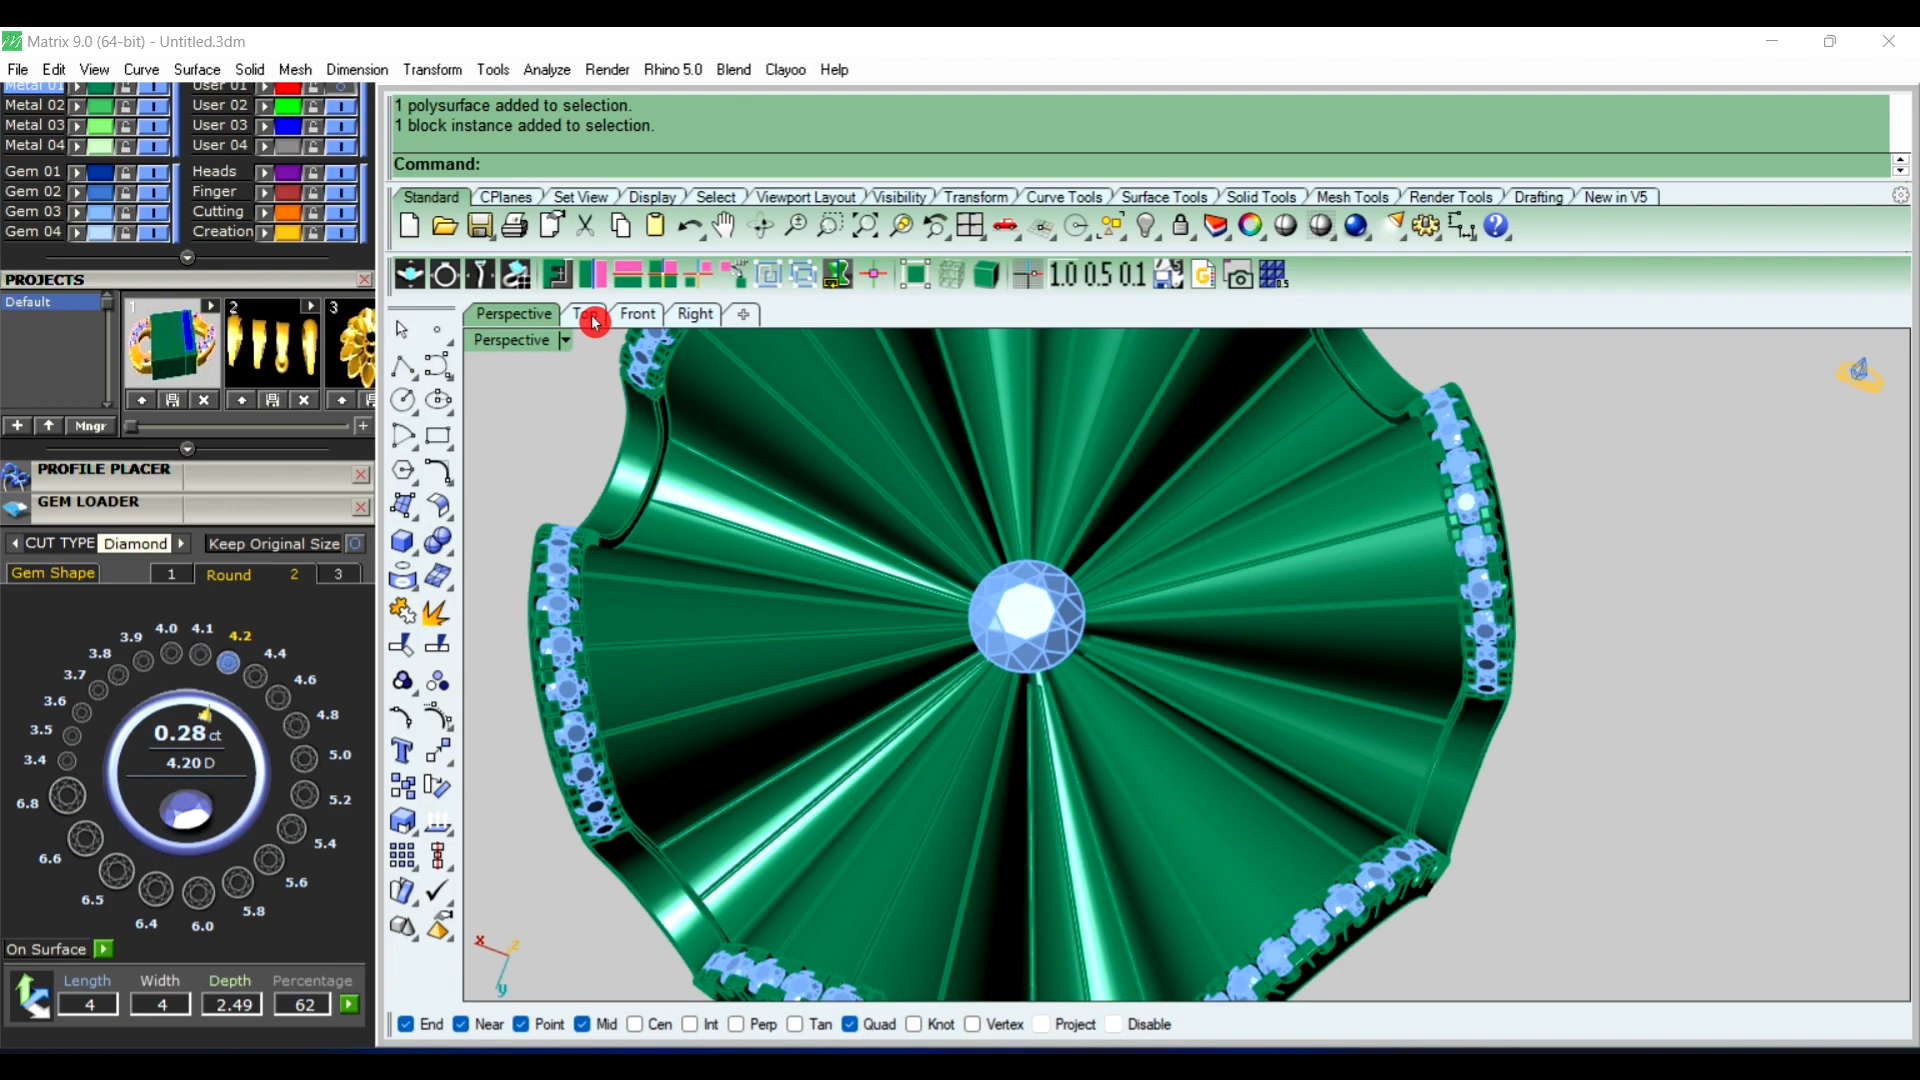 Matrix 9.0 (64-bit) - Untitled.3dm
File Edit View Curve Surface Solid Mesh Dimension Transform Tools Analyze Render Rhino 5.0 Blend Clayoo Help
Metal 01 User 01
Metal 02 User 02
Metal 03 User 03
Metal 04 User 04
Gem 01 Heads
Gem 02 Finger
Gem 03 Cutting
Gem 04 Creation
1 polysurface added to selection.
1 block instance added to selection.
Command:
Standard CPlanes Set View Display Select Viewport Layout Visibility Transform Curve Tools Surface Tools Solid Tools Mesh Tools Render Tools Drafting New in V5
1.0 0.5 0.1 0.5
Perspective Top Front Right
Perspective
PROJECTS
Default
1 2 3
Mngr
PROFILE PLACER
GEM LOADER
CUT TYPE Diamond Keep Original Size
Gem Shape 1 Round 2 3
3.9 4.0 4.1 4.2
3.8 4.4
3.7 4.6
3.6 4.8
3.5 5.0
3.4 5.2
6.8 5.4
6.6 5.6
6.5 5.8
6.4 6.0
0.28 ct
4.20 D
On Surface
Length Width Depth Percentage
4 4 2.49 62
x z
y
End Near Point Mid Cen Int Perp Tan Quad Knot Vertex Project Disable